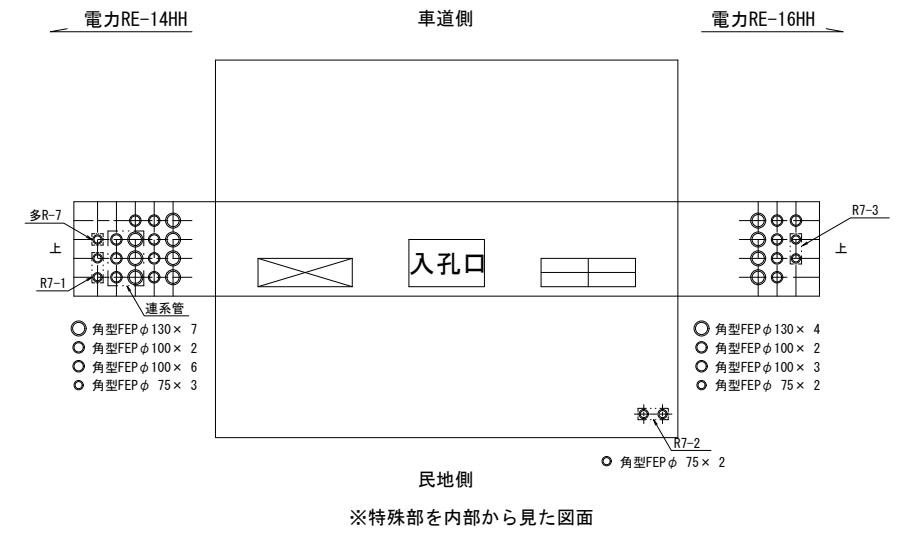 電力RE-14HH
車道側
電力RE-16HH
多R-7
上
R7-1
連系管
入孔口
R7-3
上
角型FEPφ130× 7
角型FEPφ100× 2
角型FEPφ100× 6
角型FEPφ 75× 3
角型FEPφ130× 4
角型FEPφ100× 2
角型FEPφ100× 3
角型FEPφ 75× 2
R7-2
角型FEPφ 75× 2
民地側
※特殊部を内部から見た図面